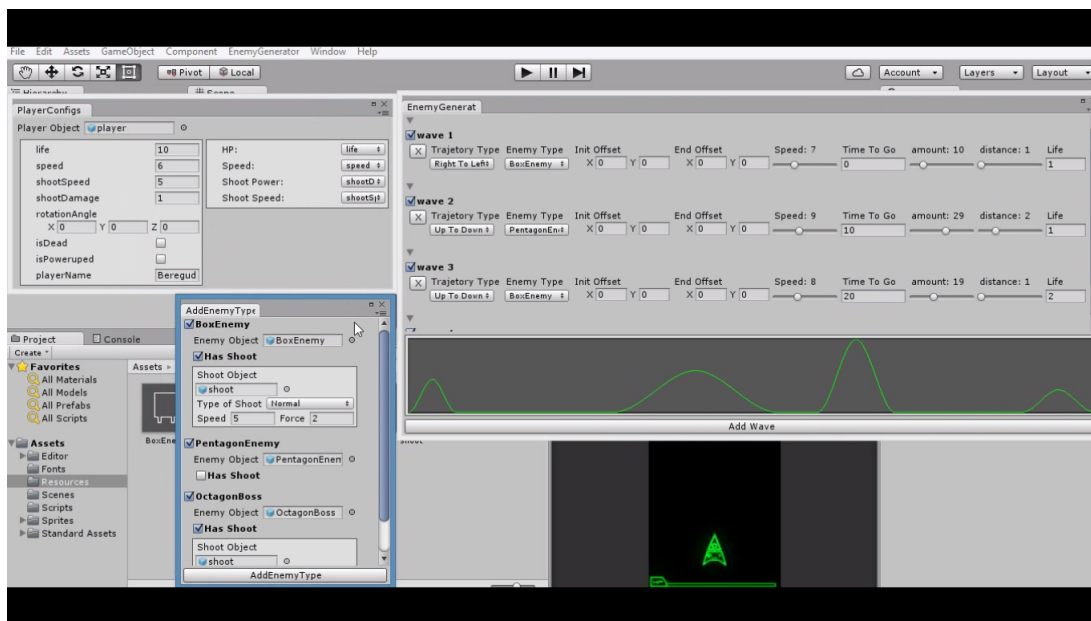 File Edit Assets GameObject Component EnemyGenerator Window Help
Pivot Local Account Layers Layout
Hierarchy Scene
PlayerConfigs
Player Object player
life 10 HP: life
speed 6 Speed: speed
shootSpeed 5 Shoot Power: shootD
shootDamage 1 Shoot Speed: shootSp
rotationAngle
X 0 Y 0 Z 0
isDead
isPoweruped
playerName Beregud
EnemyGenerat
wave 1
X Trajetory Type Enemy Type Init Offset End Offset Speed: 7 Time To Go amount: 10 distance: 1 Life
Right To Left BoxEnemy X 0 Y 0 X 0 Y 0 0 1
wave 2
X Trajetory Type Enemy Type Init Offset End Offset Speed: 9 Time To Go amount: 29 distance: 2 Life
Up To Down PentagonEn X 0 Y 0 X 0 Y 0 10 1
wave 3
X Trajetory Type Enemy Type Init Offset End Offset Speed: 8 Time To Go amount: 19 distance: 1 Life
Up To Down BoxEnemy X 0 Y 0 X 0 Y 0 20 2
Add Wave
AddEnemyType
BoxEnemy
Enemy Object BoxEnemy
Has Shoot
Shoot Object
shoot
Type of Shoot Normal
Speed 5 Force 2
PentagonEnemy
Enemy Object PentagonEnem
Has Shoot
OctagonBoss
Enemy Object OctagonBoss
Has Shoot
Shoot Object
shoot
AddEnemyType
Project Console
Create
Favorites
All Materials
All Models
All Prefabs
All Scripts
Assets
Editor
Fonts
Resources
Scenes
Scripts
Sprites
Standard Assets
Assets
BoxEne
shoot